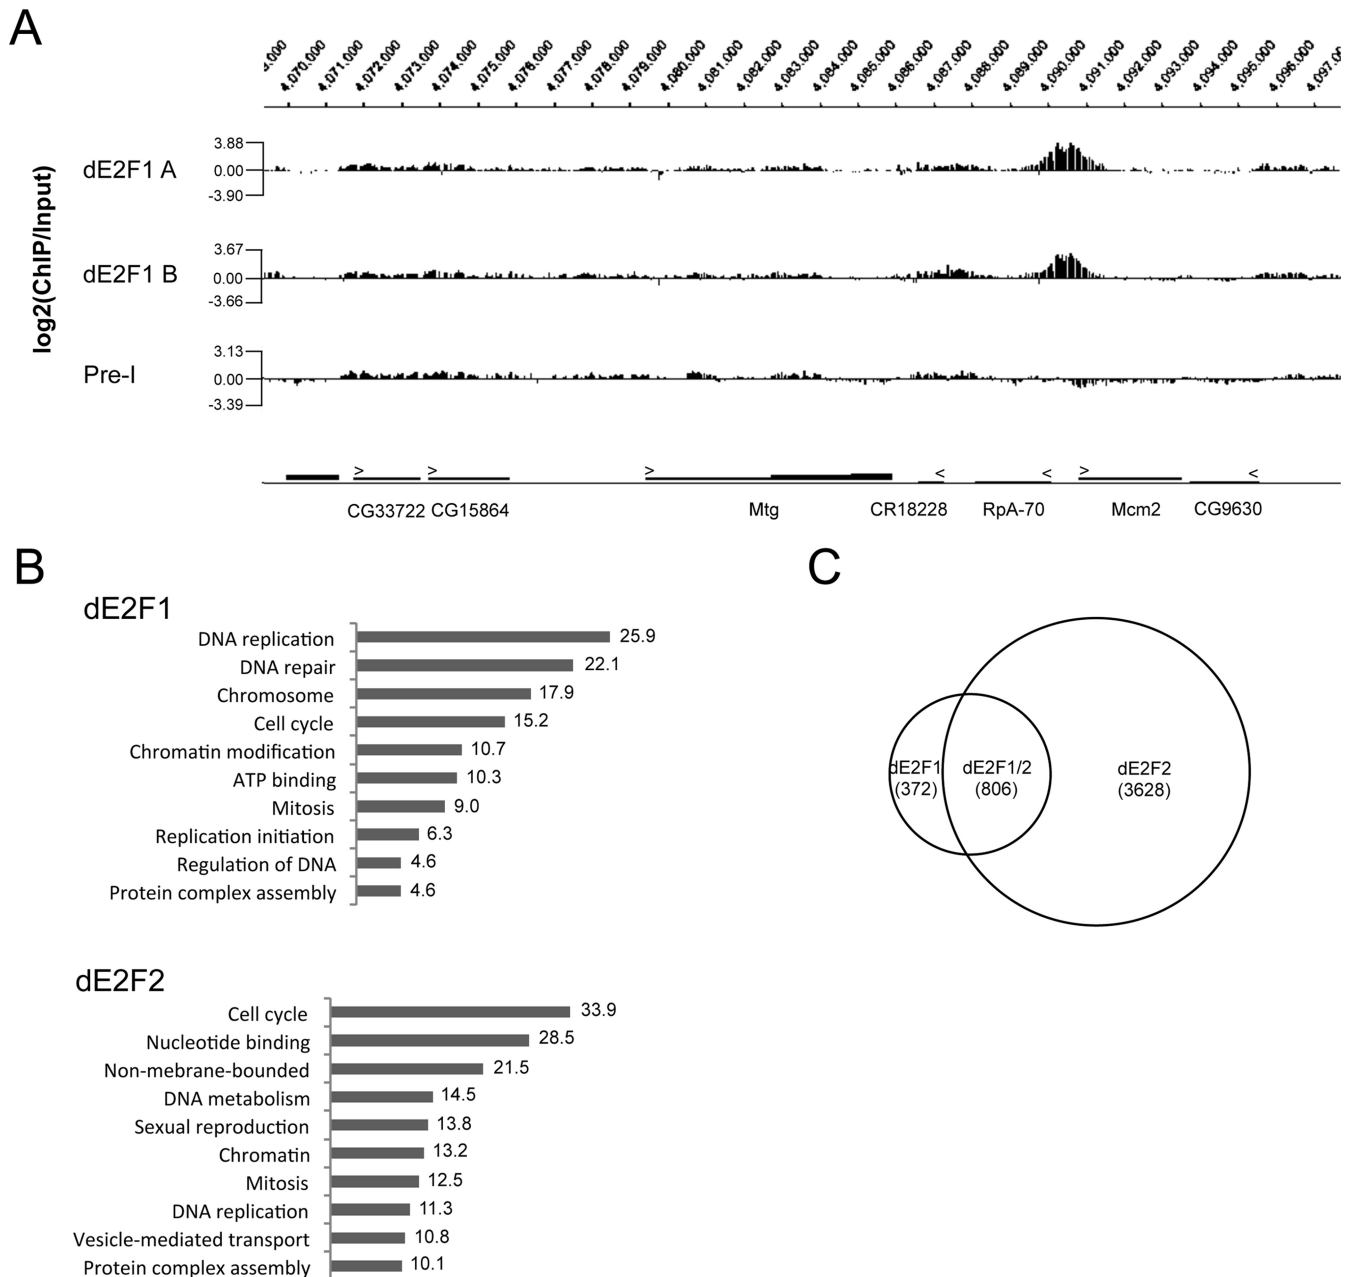 A
4,070.000 4,071.000 4,072.000 4,073.000 4,074.000 4,075.000 4,076.000 4,077.000 4,078.000 4,079.000 4,080.000 4,081.000 4,082.000 4,083.000 4,084.000 4,085.000 4,086.000 4,087.000 4,088.000 4,089.000 4,090.000 4,091.000 4,092.000 4,093.000 4,094.000 4,095.000 4,096.000
log2(ChIP/Input)
dE2F1 A
3.88
0.00
-3.90
dE2F1 B
3.67
0.00
-3.66
Pre-I
3.13
0.00
-3.39
> > > < < > <
CG33722 CG15864 Mtg CR18228 RpA-70 Mcm2 CG9630
B
dE2F1
DNA replication 25.9
DNA repair 22.1
Chromosome 17.9
Cell cycle 15.2
Chromatin modification 10.7
ATP binding 10.3
Mitosis 9.0
Replication initiation 6.3
Regulation of DNA 4.6
Protein complex assembly 4.6
dE2F2
Cell cycle 33.9
Nucleotide binding 28.5
Non-mebrane-bounded 21.5
DNA metabolism 14.5
Sexual reproduction 13.8
Chromatin 13.2
Mitosis 12.5
DNA replication 11.3
Vesicle-mediated transport 10.8
Protein complex assembly 10.1
C
dE2F1
(372)
dE2F1/2
(806)
dE2F2
(3628)